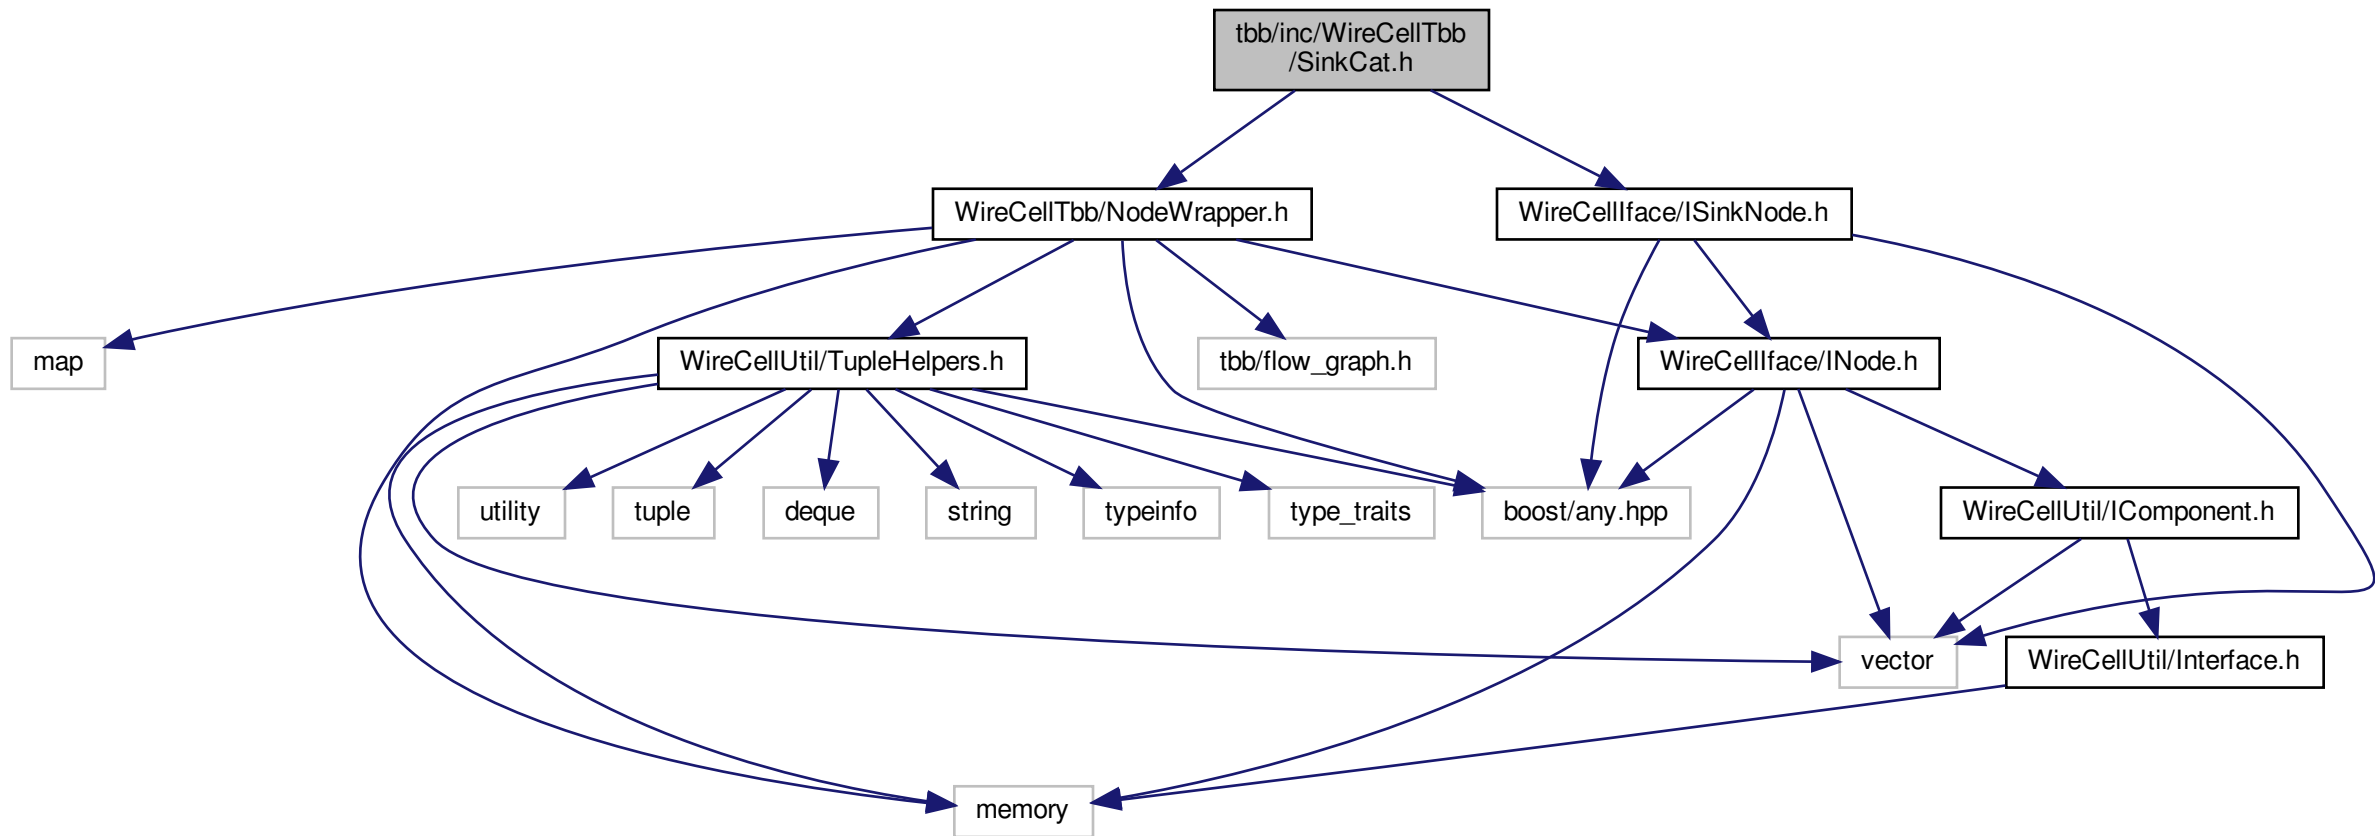 tbb/inc/WireCellTbb
/SinkCat.h
WireCellTbb/NodeWrapper.h
WireCellIface/ISinkNode.h
map
WireCellUtil/TupleHelpers.h
tbb/flow_graph.h
WireCellIface/INode.h
utility
tuple
deque
string
typeinfo
type_traits
boost/any.hpp
WireCellUtil/IComponent.h
vector
WireCellUtil/Interface.h
memory